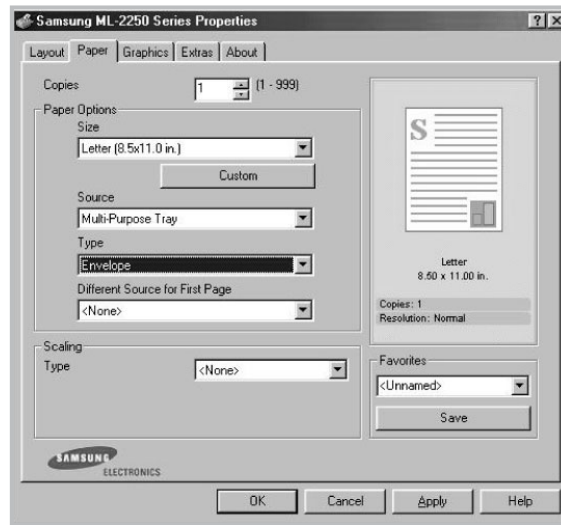 Samsung ML-2250 Series Properties
Layout Paper Graphics Extras About
Copies 1 (1 - 999)
Paper Options
Size
Letter (8.5x11.0 in.)
Custom
Source
Multi-Purpose Tray
Type
Envelope
Different Source for First Page
<None>
Scaling
Type <None>
S
Letter
8.50 x 11.00 in.
Copies: 1
Resolution: Normal
Favorites
<Unnamed>
Save
SAMSUNG
ELECTRONICS
OK Cancel Apply Help